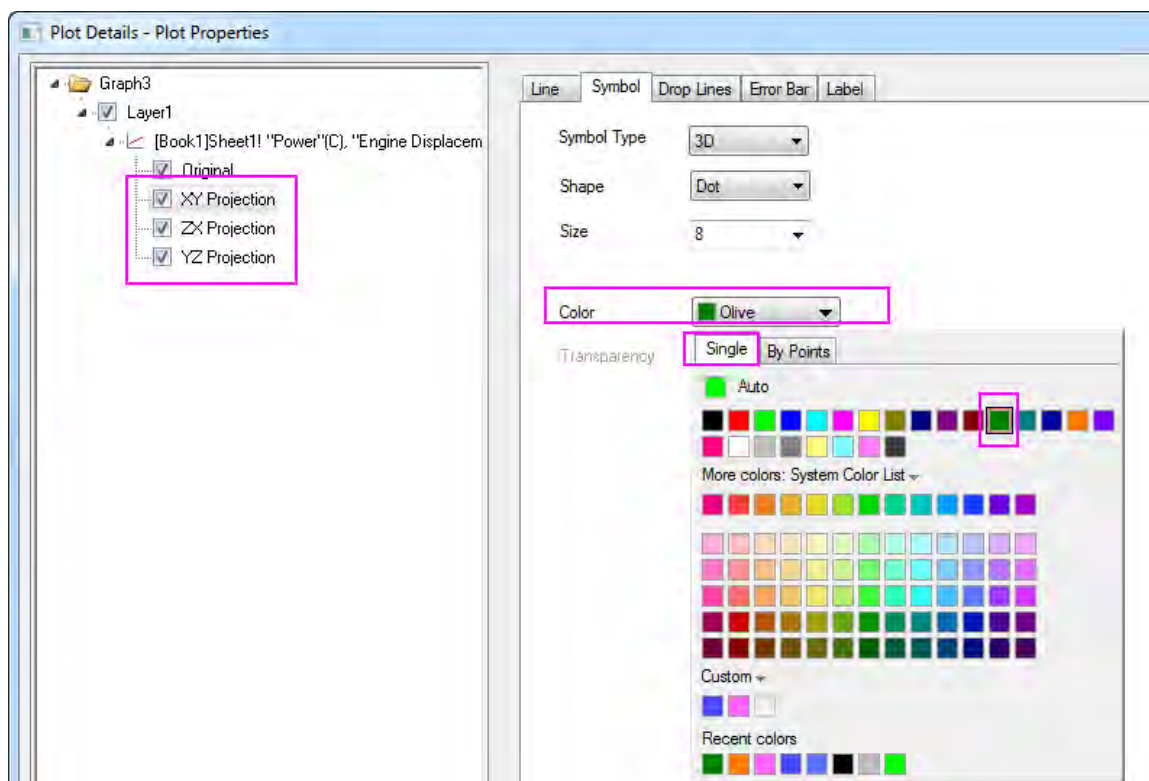 Plot Details - Plot Properties
Graph3
Layer1
[Book1]Sheet1! "Power"(C), "Engine Displacem
Original
XY Projection
ZX Projection
YZ Projection
Line Symbol Drop Lines Error Bar Label
Symbol Type 3D
Shape Dot
Size 8
Color Olive
Transparency Single By Points
Auto
More colors: System Color List
Custom
Recent colors